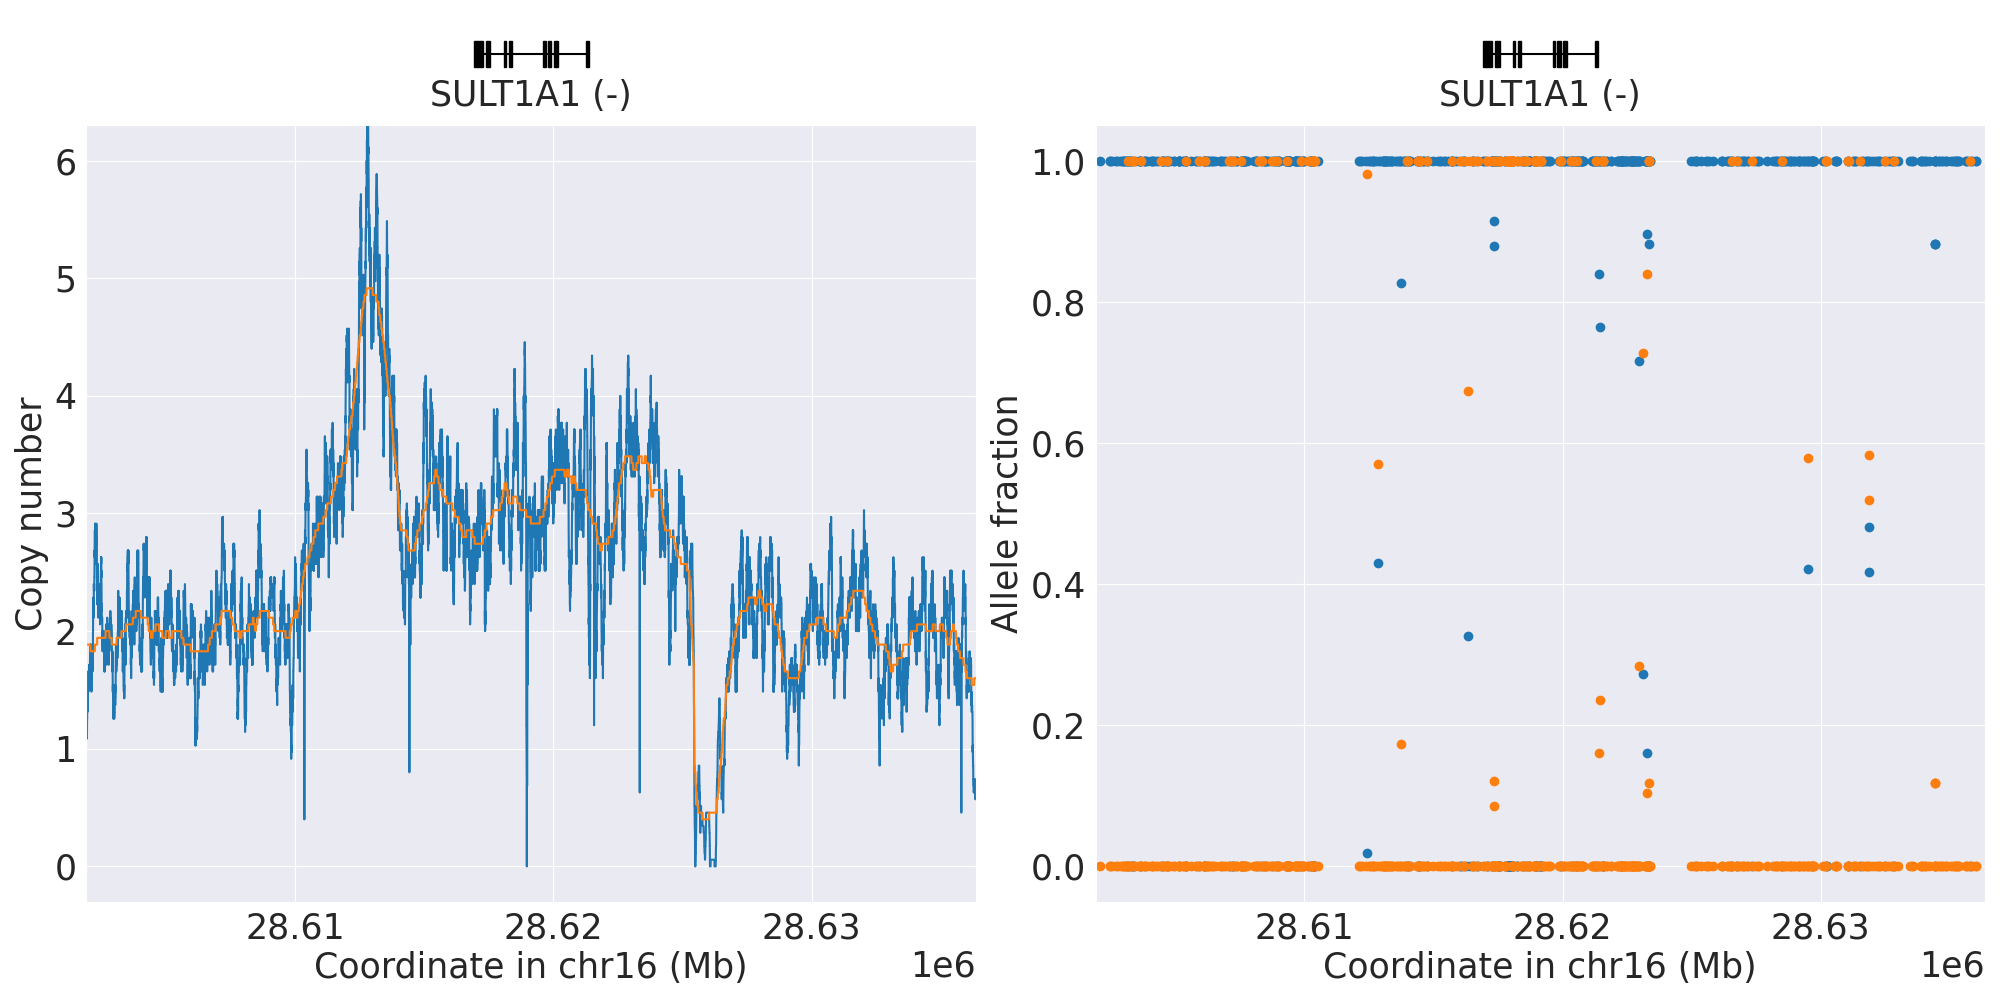 SULT1A1 (-)
6
5
4
3
2
1
0
Copy number
28.61
28.62
28.63
Coordinate in chr16 (Mb)
1e6
SULT1A1 (-)
1.0
0.8
0.6
0.4
0.2
0.0
Allele fraction
28.61
28.62
28.63
Coordinate in chr16 (Mb)
1e6